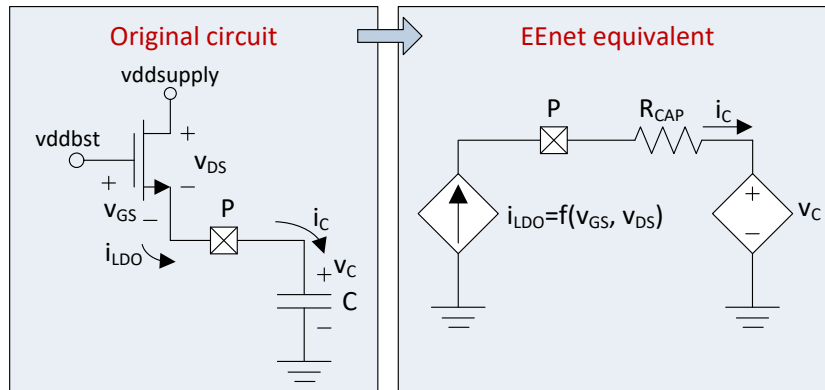 Original circuit
EEnet equivalent
vddsupply
vddbst
+
vDS
−
+
vGS
−
iLDO
P
iC
+
vC
C
−
P
RCAP
iC
iLDO=f(vGS, vDS)
+
−
vC